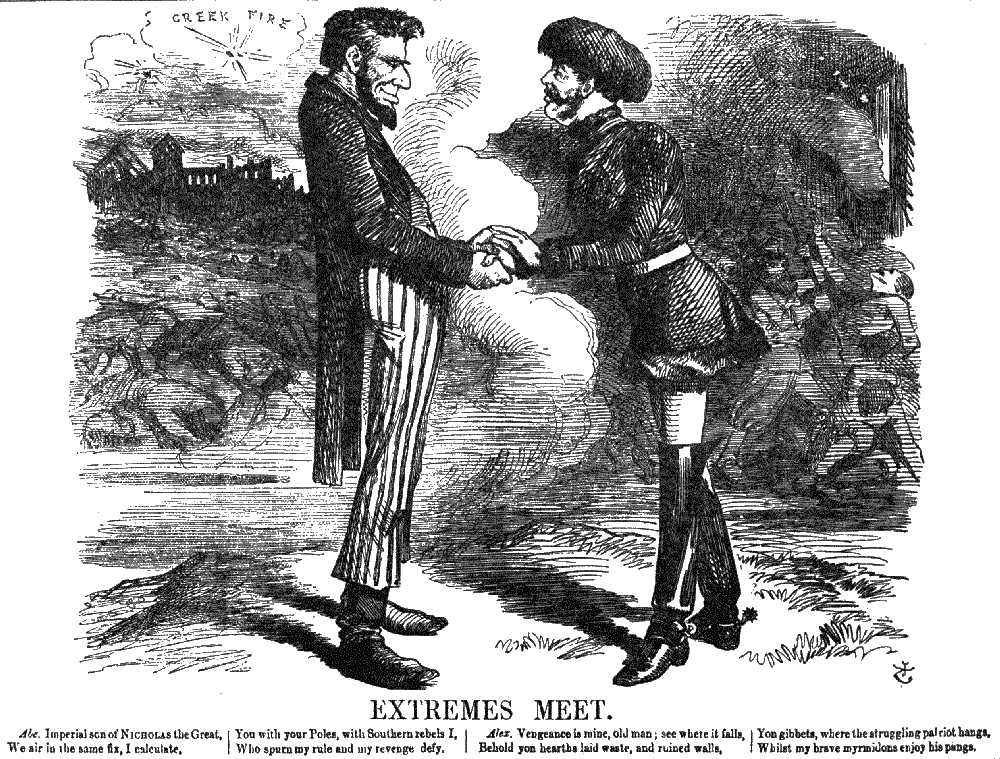 GREEK FIRE
EXTREMES MEET.
Abe. Imperial son of NICHOLAS the Great,
We air in the same fix, I calculate,
You with your Poles, with Southern rebels I,
Who spurn my rule and my revenge defy.
Alex. Vengeance is mine, old man; see where it falls,
Behold yon hearths laid waste, and ruined walls,
Yon gibbets, where the struggling patriot hangs,
Whilst my brave myrmidons enjoy his pangs.